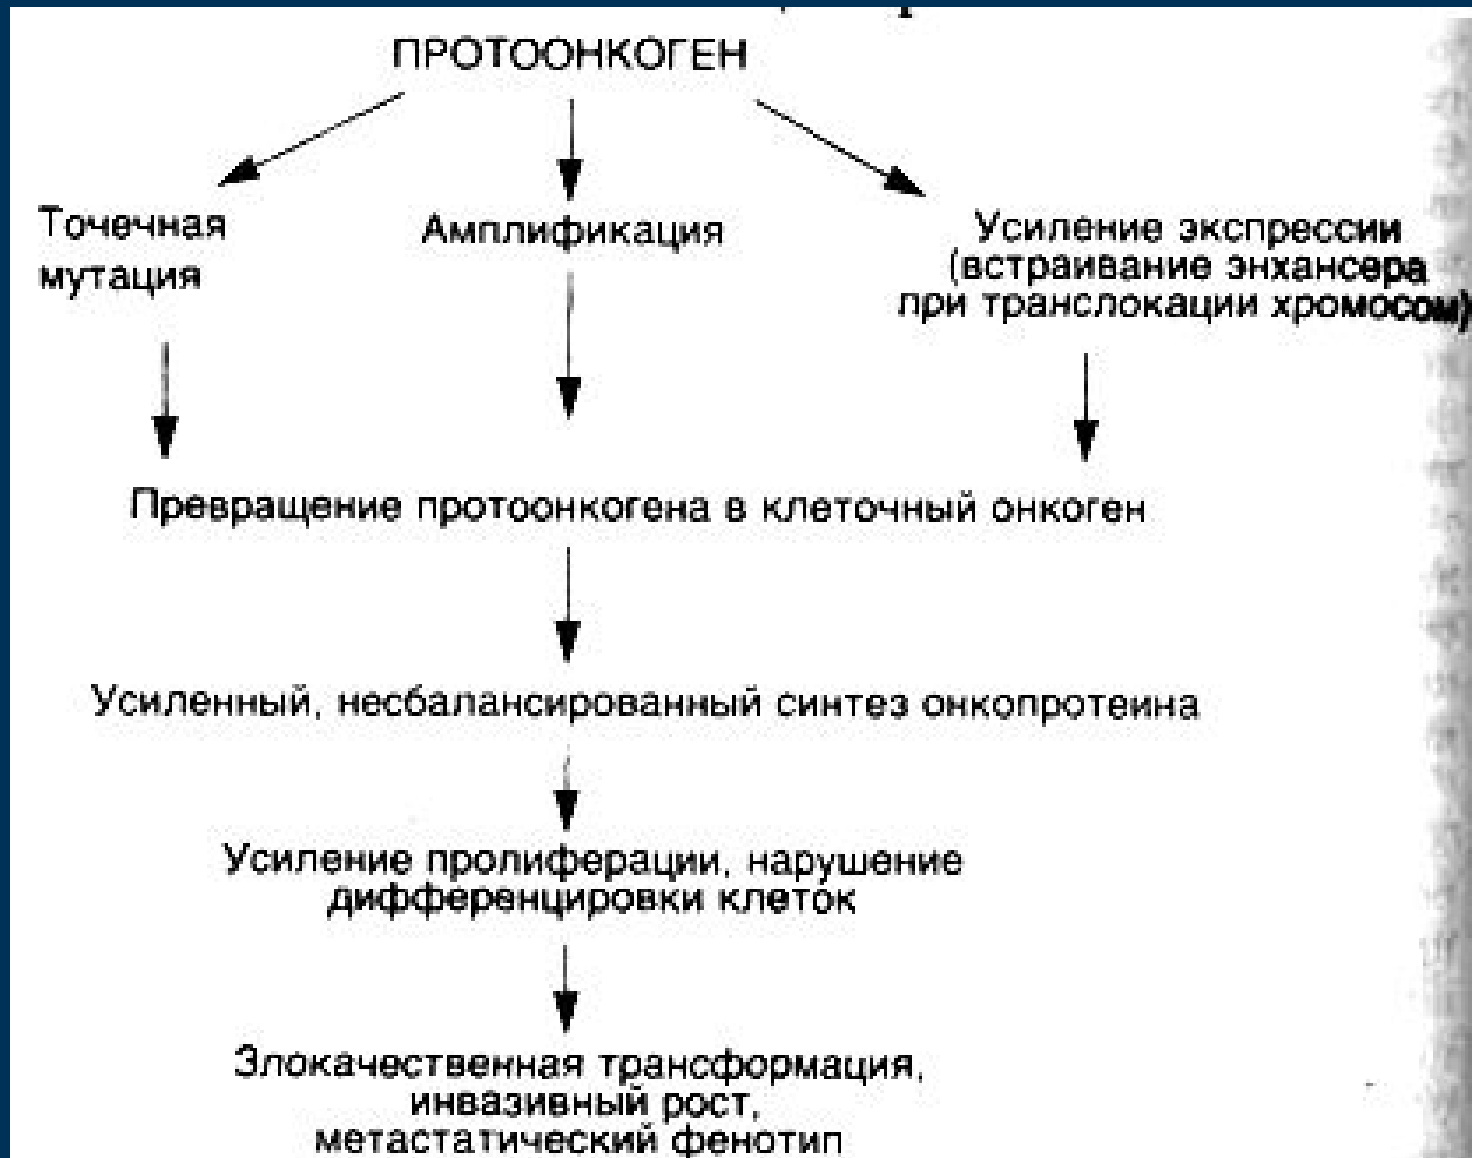 ПРОТООНКОГЕН
Точечная
мутация
Амплификация
Усиление экспрессии
(встраивание энхансера
при транслокации хромосом)
Превращение протоонкогена в клеточный онкоген
Усиленный, несбалансированный синтез онкопротеина
Усиление пролиферации, нарушение
дифференцировки клеток
Злокачественная трансформация,
инвазивный рост,
метастатический фенотип